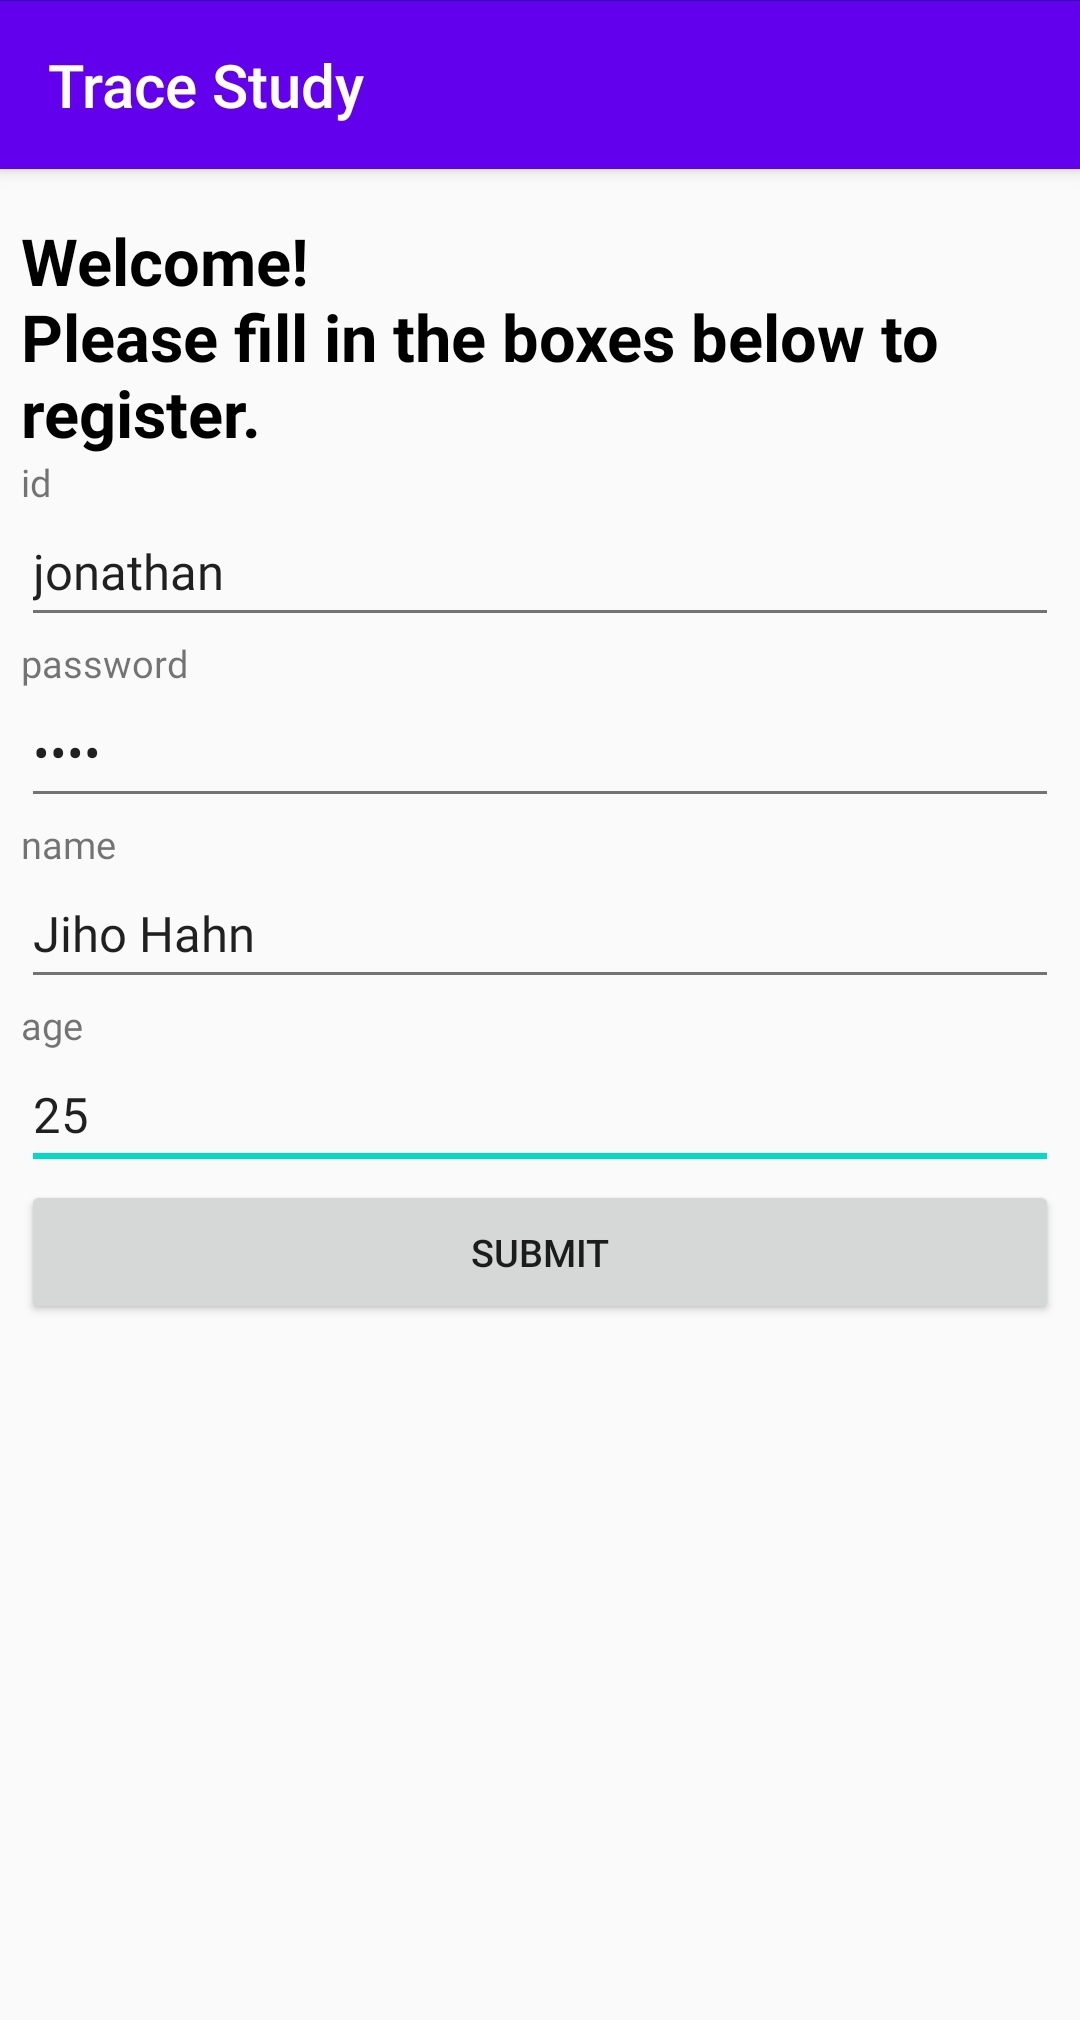 Trace Study
Welcome!
Please fill in the boxes below to
register.
id
jonathan
password
••••
name
Jiho Hahn
age
25
SUBMIT